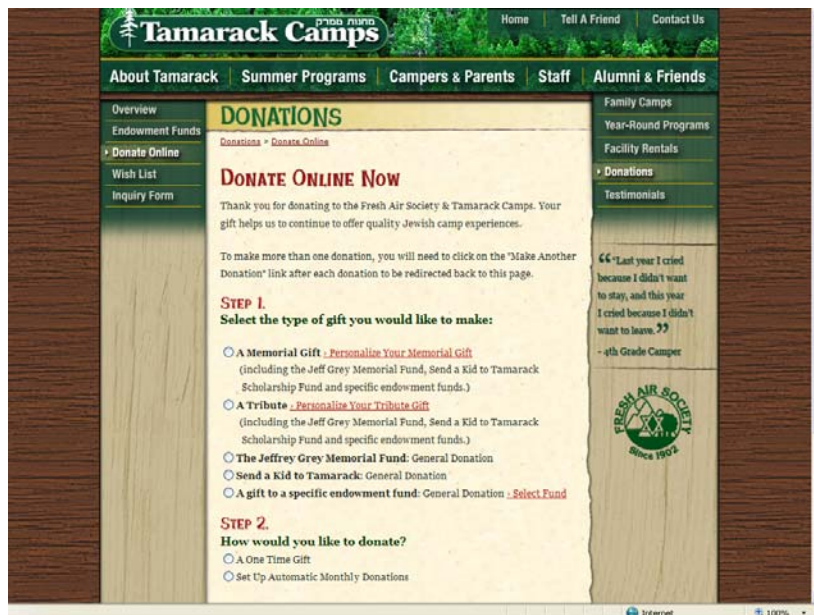 מחנות תמרק
Tamarack Camps
Home
Tell A Friend
Contact Us
About Tamarack
Summer Programs
Campers & Parents
Staff
Alumni & Friends
Overview
Endowment Funds
Donate Online
Wish List
Inquiry Form
DONATIONS
Donations > Donate Online
DONATE ONLINE NOW
Thank you for donating to the Fresh Air Society & Tamarack Camps. Your
gift helps us to continue to offer quality Jewish camp experiences.
To make more than one donation, you will need to click on the "Make Another
Donation" link after each donation to be redirected back to this page.
STEP 1.
Select the type of gift you would like to make:
A Memorial Gift - Personalize Your Memorial Gift
(including the Jeff Grey Memorial Fund, Send a Kid to Tamarack
Scholarship Fund and specific endowment funds.)
A Tribute - Personalize Your Tribute Gift
(including the Jeff Grey Memorial Fund, Send a Kid to Tamarack
Scholarship Fund and specific endowment funds.)
The Jeffrey Grey Memorial Fund: General Donation
Send a Kid to Tamarack: General Donation
A gift to a specific endowment fund: General Donation - Select Fund
STEP 2.
How would you like to donate?
A One Time Gift
Set Up Automatic Monthly Donations
Family Camps
Year-Round Programs
Facility Rentals
Donations
Testimonials
“"Last year I cried
because I didn't want
to stay, and this year
I cried because I didn't
want to leave.”
- 4th Grade Camper
FRESH AIR SOCIETY
Since 1902
Internet
100%